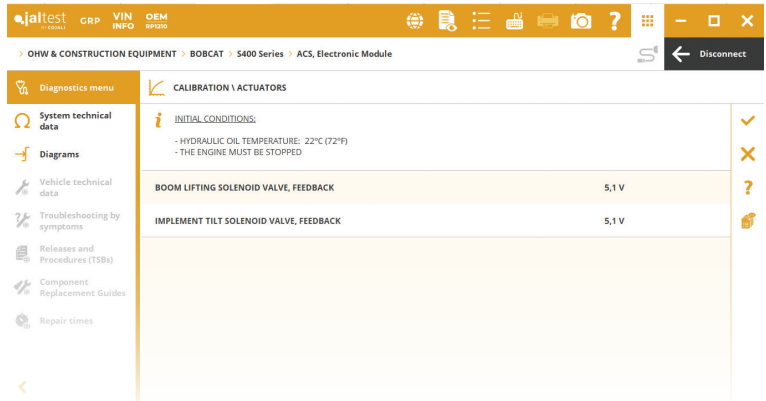 jaltest GRP VIN INFO OEM RP1210
BY COJALI
> OHW & CONSTRUCTION EQUIPMENT > BOBCAT > S400 Series > ACS, Electronic Module
Disconnect
Diagnostics menu
CALIBRATION \ ACTUATORS
System technical
data
Diagrams
Vehicle technical
data
Troubleshooting by
symptoms
Releases and
Procedures (TSBs)
Component
Replacement Guides
Repair times
INITIAL CONDITIONS:
- HYDRAULIC OIL TEMPERATURE: 22ºC (72ºF)
- THE ENGINE MUST BE STOPPED
BOOM LIFTING SOLENOID VALVE, FEEDBACK 5,1 V
IMPLEMENT TILT SOLENOID VALVE, FEEDBACK 5,1 V